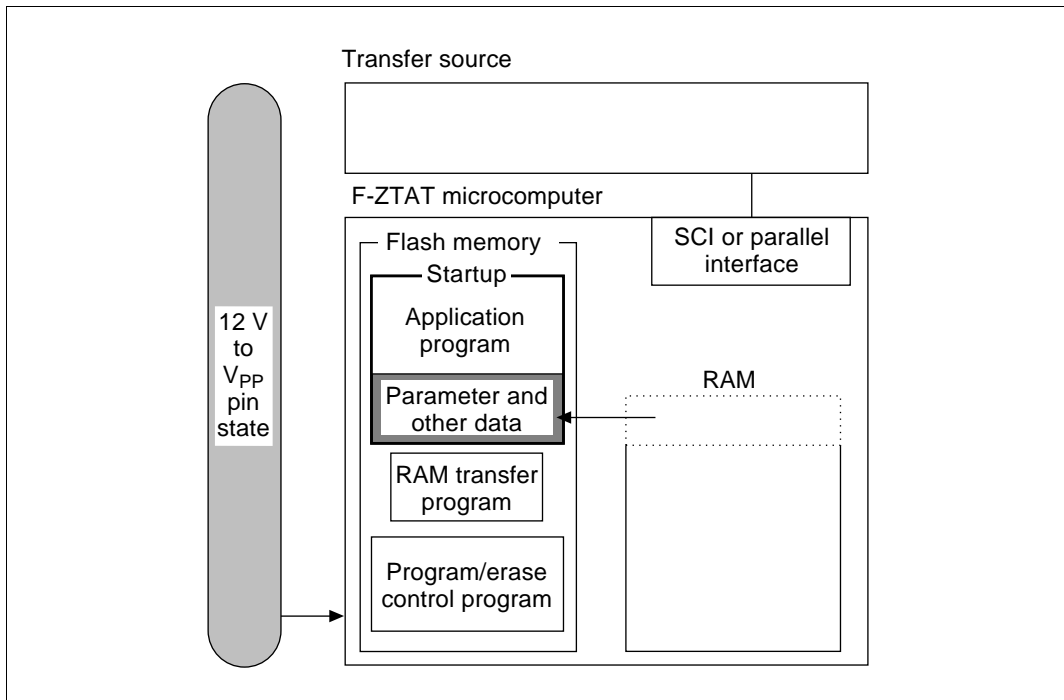 Transfer source
F-ZTAT microcomputer
SCI or parallel
interface
Flash memory
Startup
Application
program
Parameter and
other data
RAM transfer
program
Program/erase
control program
RAM
12 V
to
VPP
pin
state